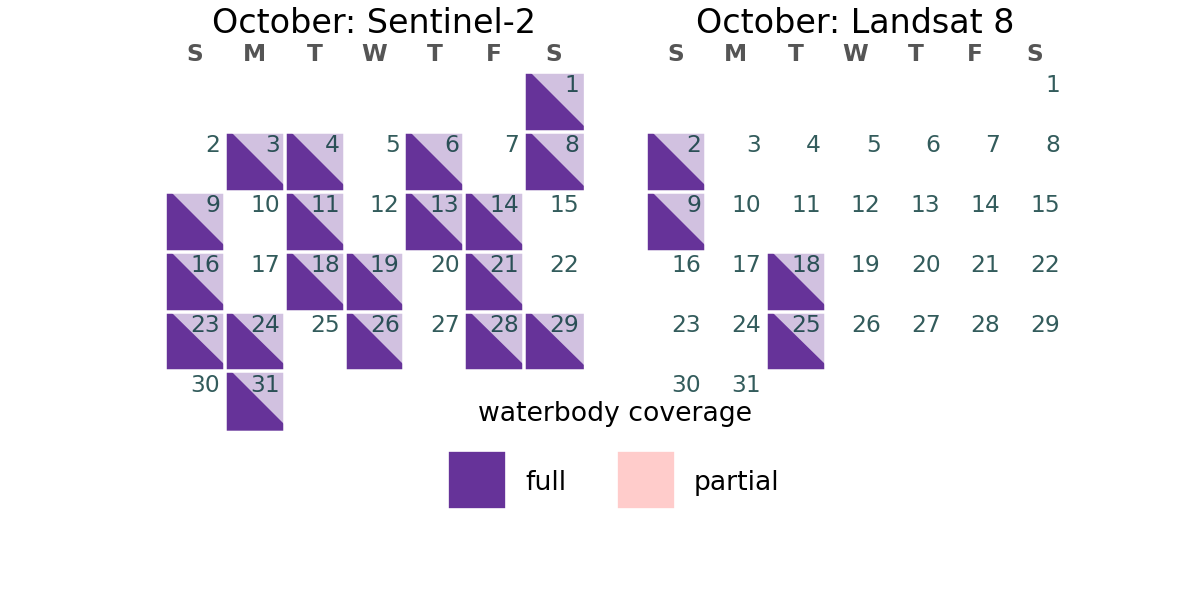 October: Sentinel-2
S M T W T F S
1
2 3 4 5 6 7 8
9 10 11 12 13 14 15
16 17 18 19 20 21 22
23 24 25 26 27 28 29
30 31
October: Landsat 8
S M T W T F S
1
2 3 4 5 6 7 8
9 10 11 12 13 14 15
16 17 18 19 20 21 22
23 24 25 26 27 28 29
30 31
waterbody coverage
full
partial